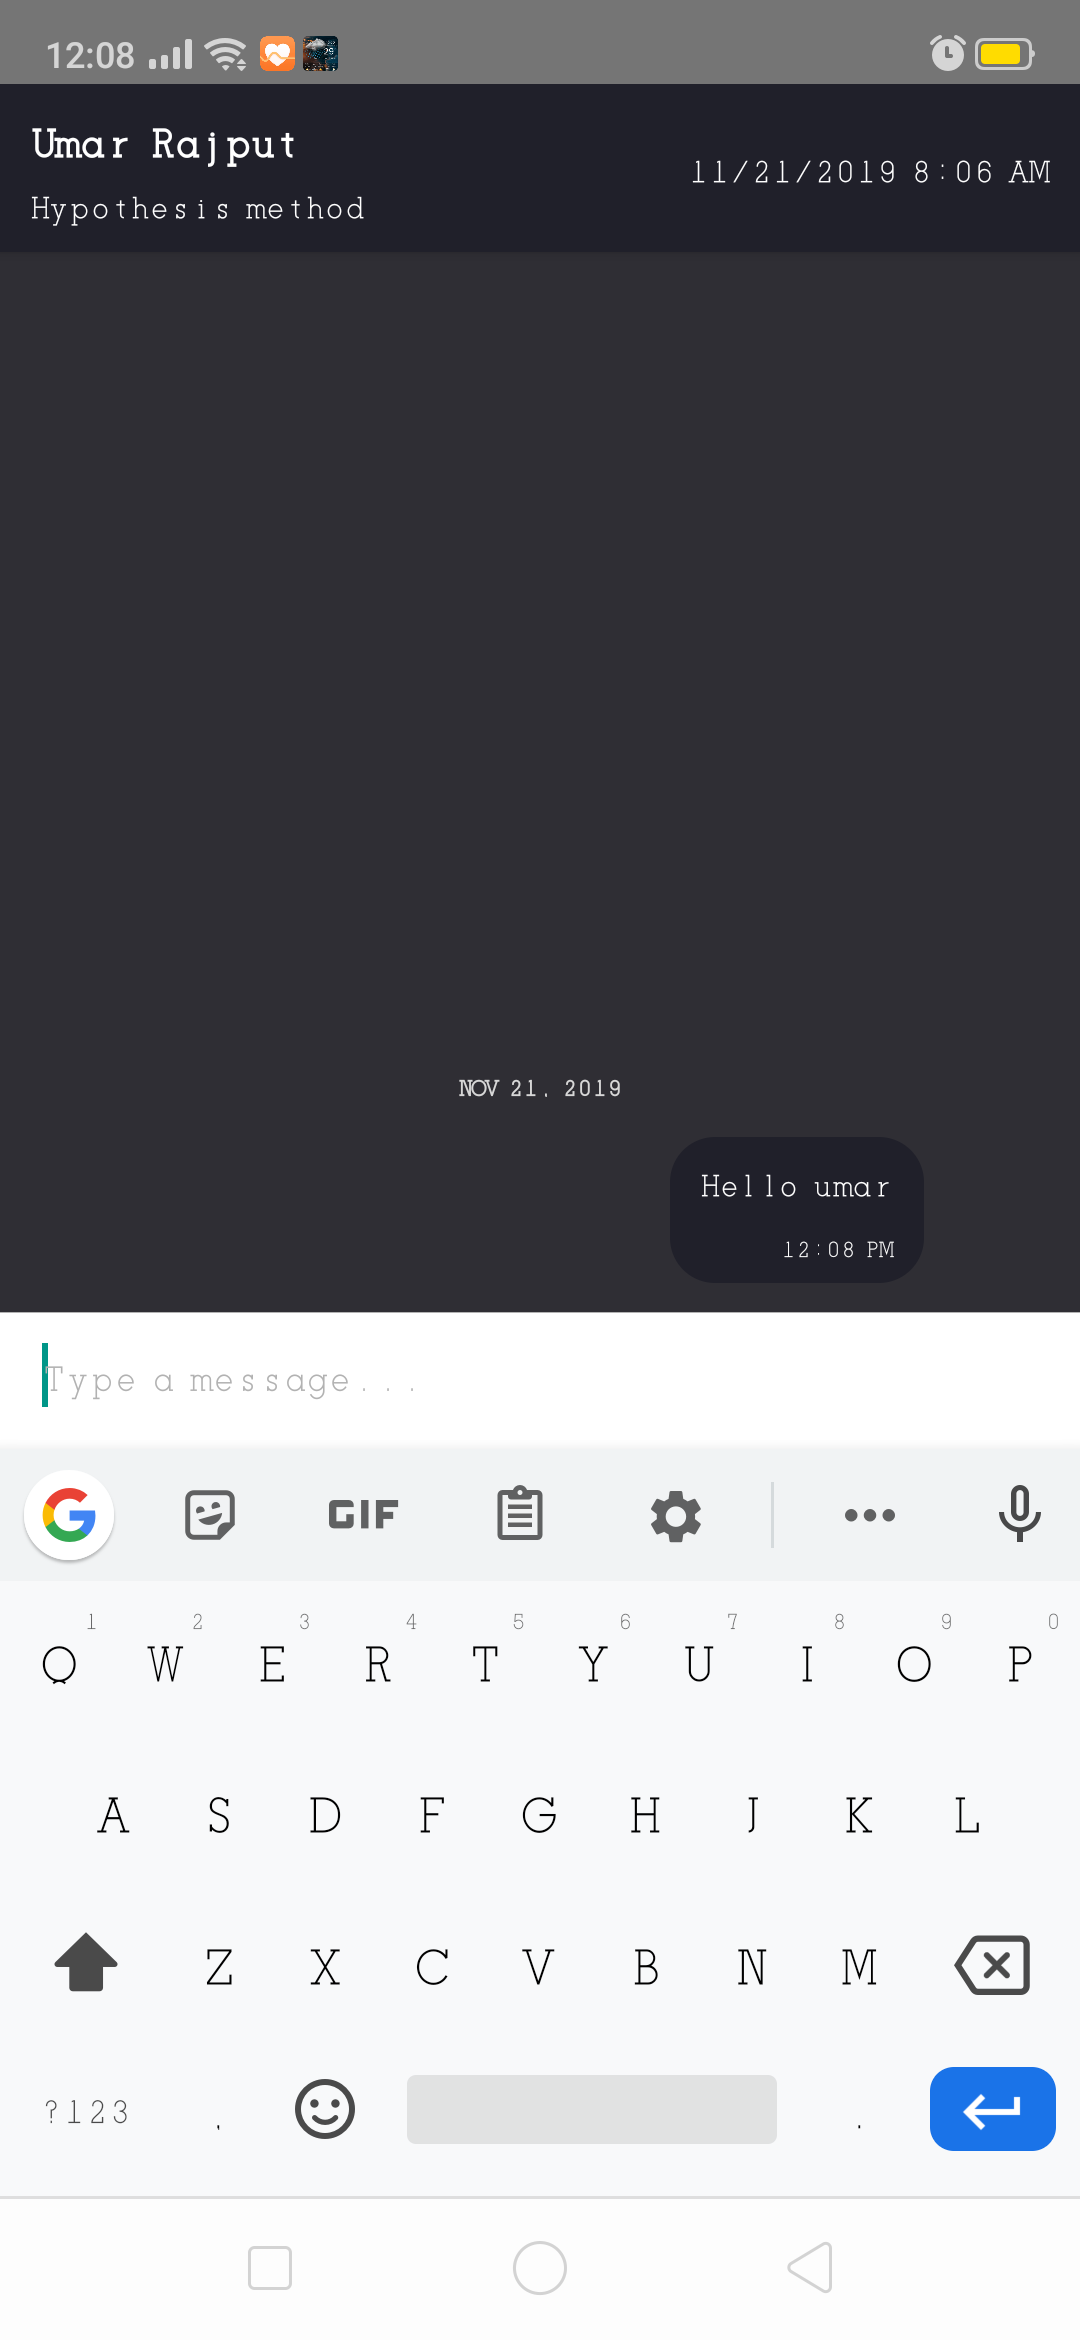 12:08
29
Umar Rajput
Hypothesis method
11/21/2019 8:06 AM
NOV 21, 2019
Hello umar
12:08 PM
Type a message...
G GIF
1 2 3 4 5 6 7 8 9 0
Q W E R T Y U I O P
A S D F G H J K L
Z X C V B N M
?123 , .